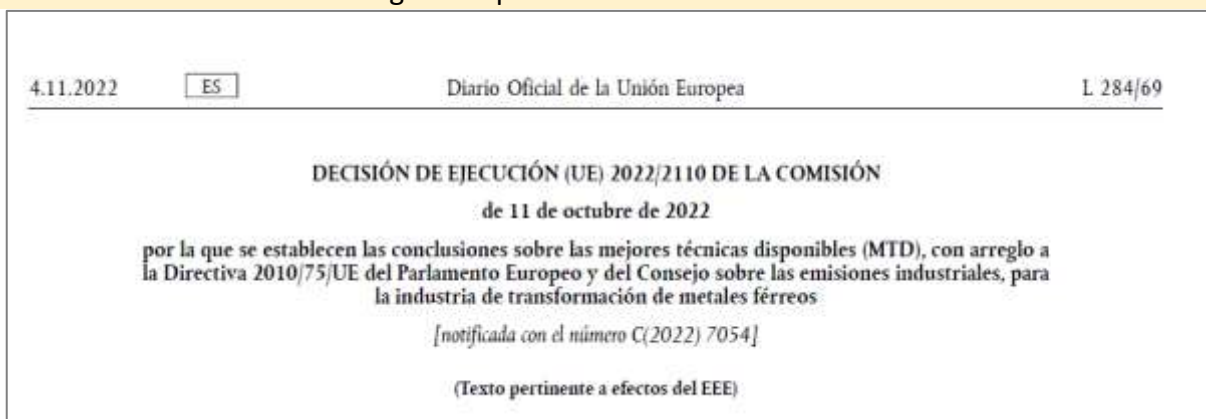 4.11.2022 ES Diario Oficial de la Unión Europea L 284/69
DECISIÓN DE EJECUCIÓN (UE) 2022/2110 DE LA COMISIÓN
de 11 de octubre de 2022
por la que se establecen las conclusiones sobre las mejores técnicas disponibles (MTD), con arreglo a
la Directiva 2010/75/UE del Parlamento Europeo y del Consejo sobre las emisiones industriales, para
la industria de transformación de metales férreos
[notificada con el número C(2022) 7054]
(Texto pertinente a efectos del EEE)